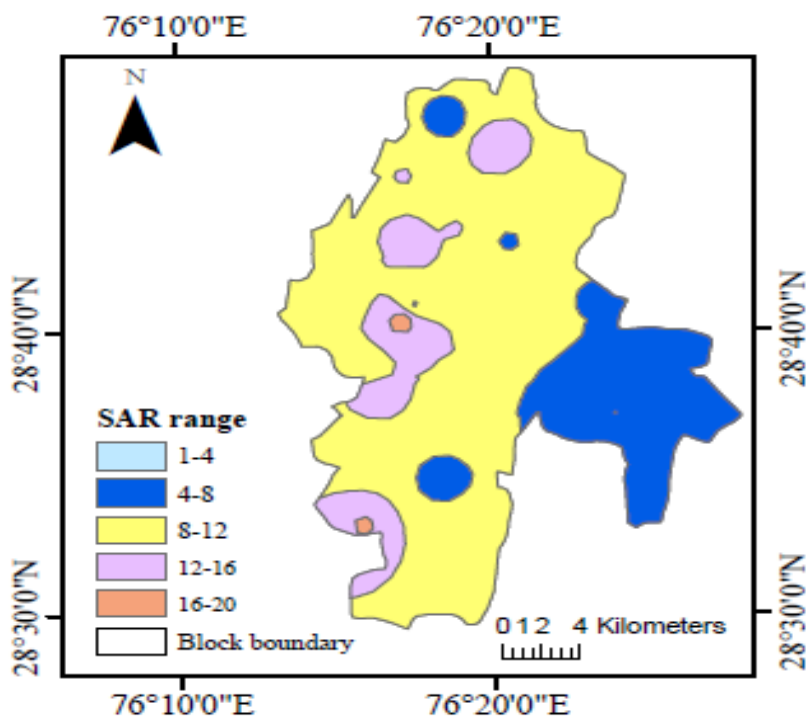 76°10'0"E 76°20'0"E
N
28°40'0"N 28°40'0"N
SAR range
1-4
4-8
8-12
12-16
16-20
Block boundary
0 1 2 4 Kilometers
28°30'0"N 28°30'0"N
76°10'0"E 76°20'0"E